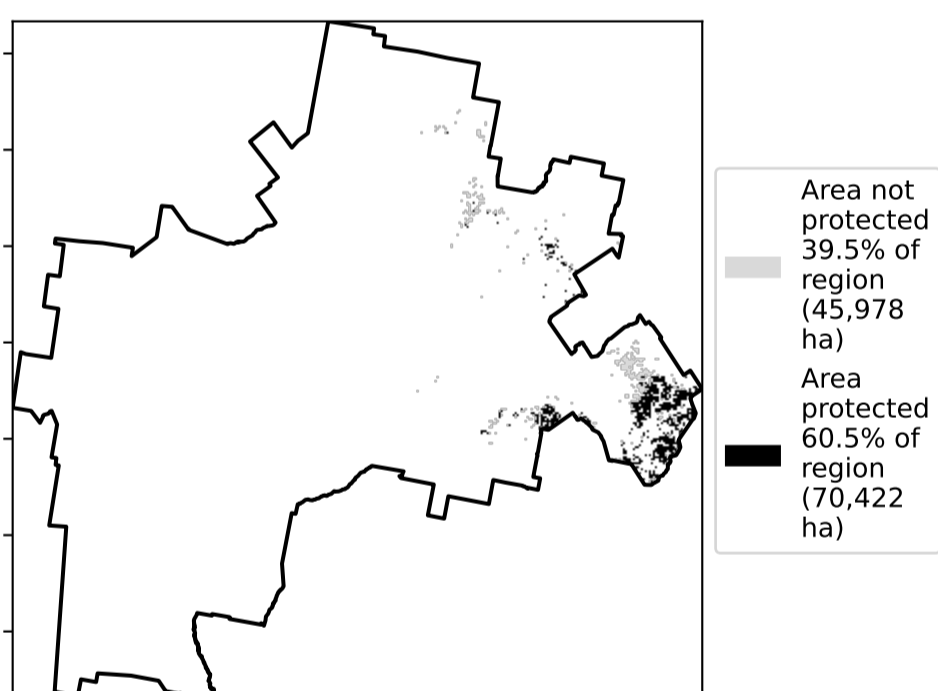 Area not
protected
39.5% of
region
(45,978
ha)
Area
protected
60.5% of
region
(70,422
ha)